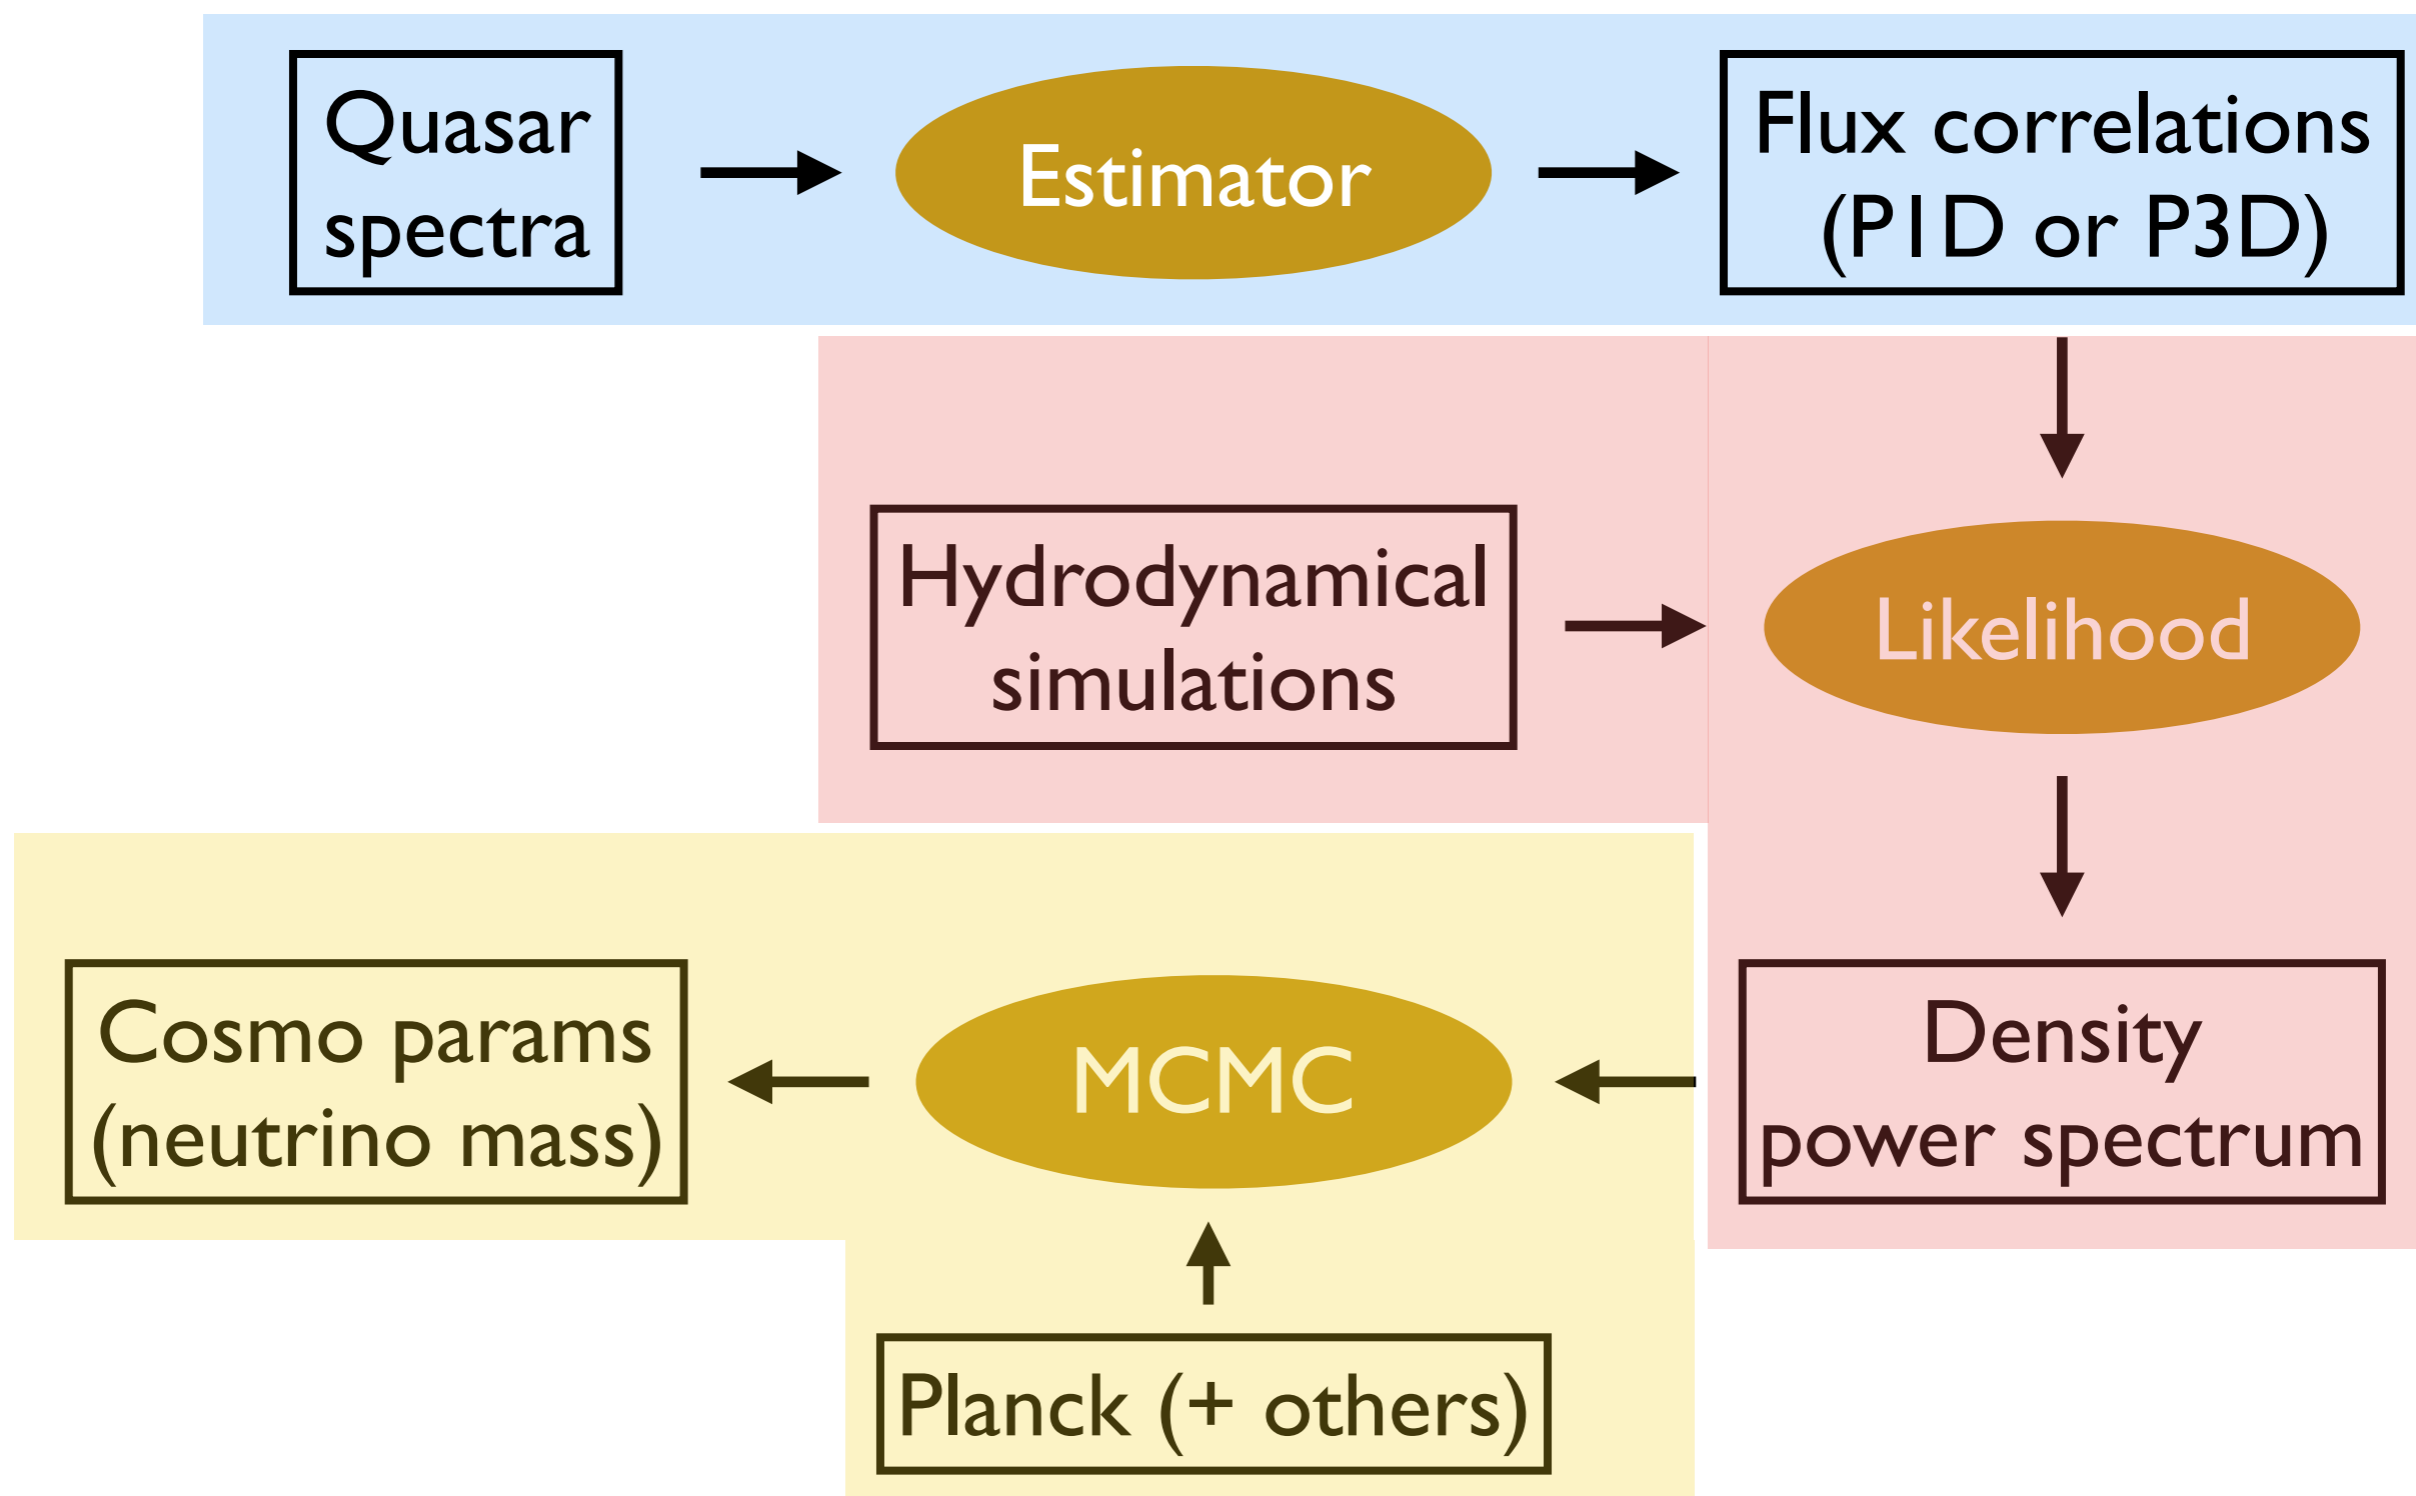 Quasar
spectra
Estimator
Flux correlations
(P1D or P3D)
Hydrodynamical
simulations
Likelihood
Cosmo params
(neutrino mass)
MCMC
Density
power spectrum
Planck (+ others)